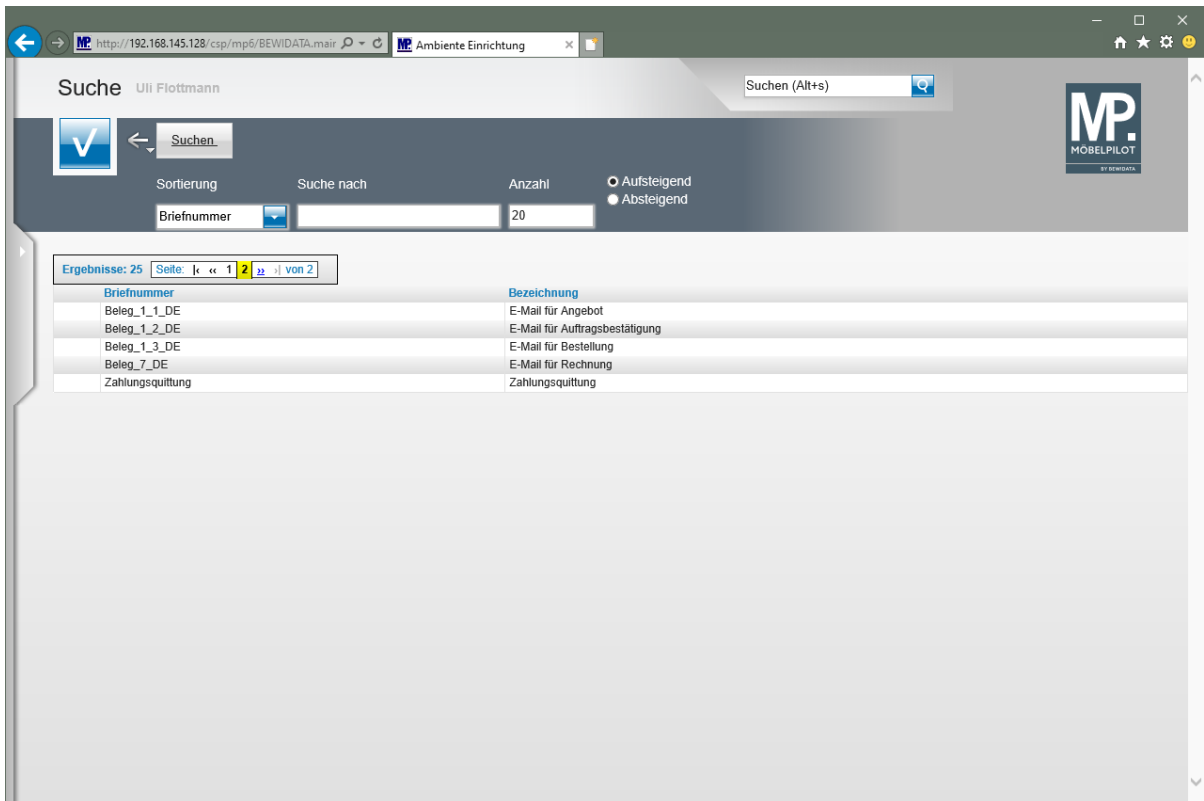 http://192.168.145.128/csp/mp6/BEWIDATA.mair
MP. Ambiente Einrichtung
Suche Uli Flottmann
Suchen (Alt+s)
MP.
MÖBELPILOT
BY BEWIDATA
Suchen
Sortierung Suche nach Anzahl
Aufsteigend
Absteigend
Briefnummer 20
Ergebnisse: 25 Seite: |‹ ‹‹ 1 2 ›› ›| von 2
Briefnummer Bezeichnung
Beleg_1_1_DE E-Mail für Angebot
Beleg_1_2_DE E-Mail für Auftragsbestätigung
Beleg_1_3_DE E-Mail für Bestellung
Beleg_7_DE E-Mail für Rechnung
Zahlungsquittung Zahlungsquittung